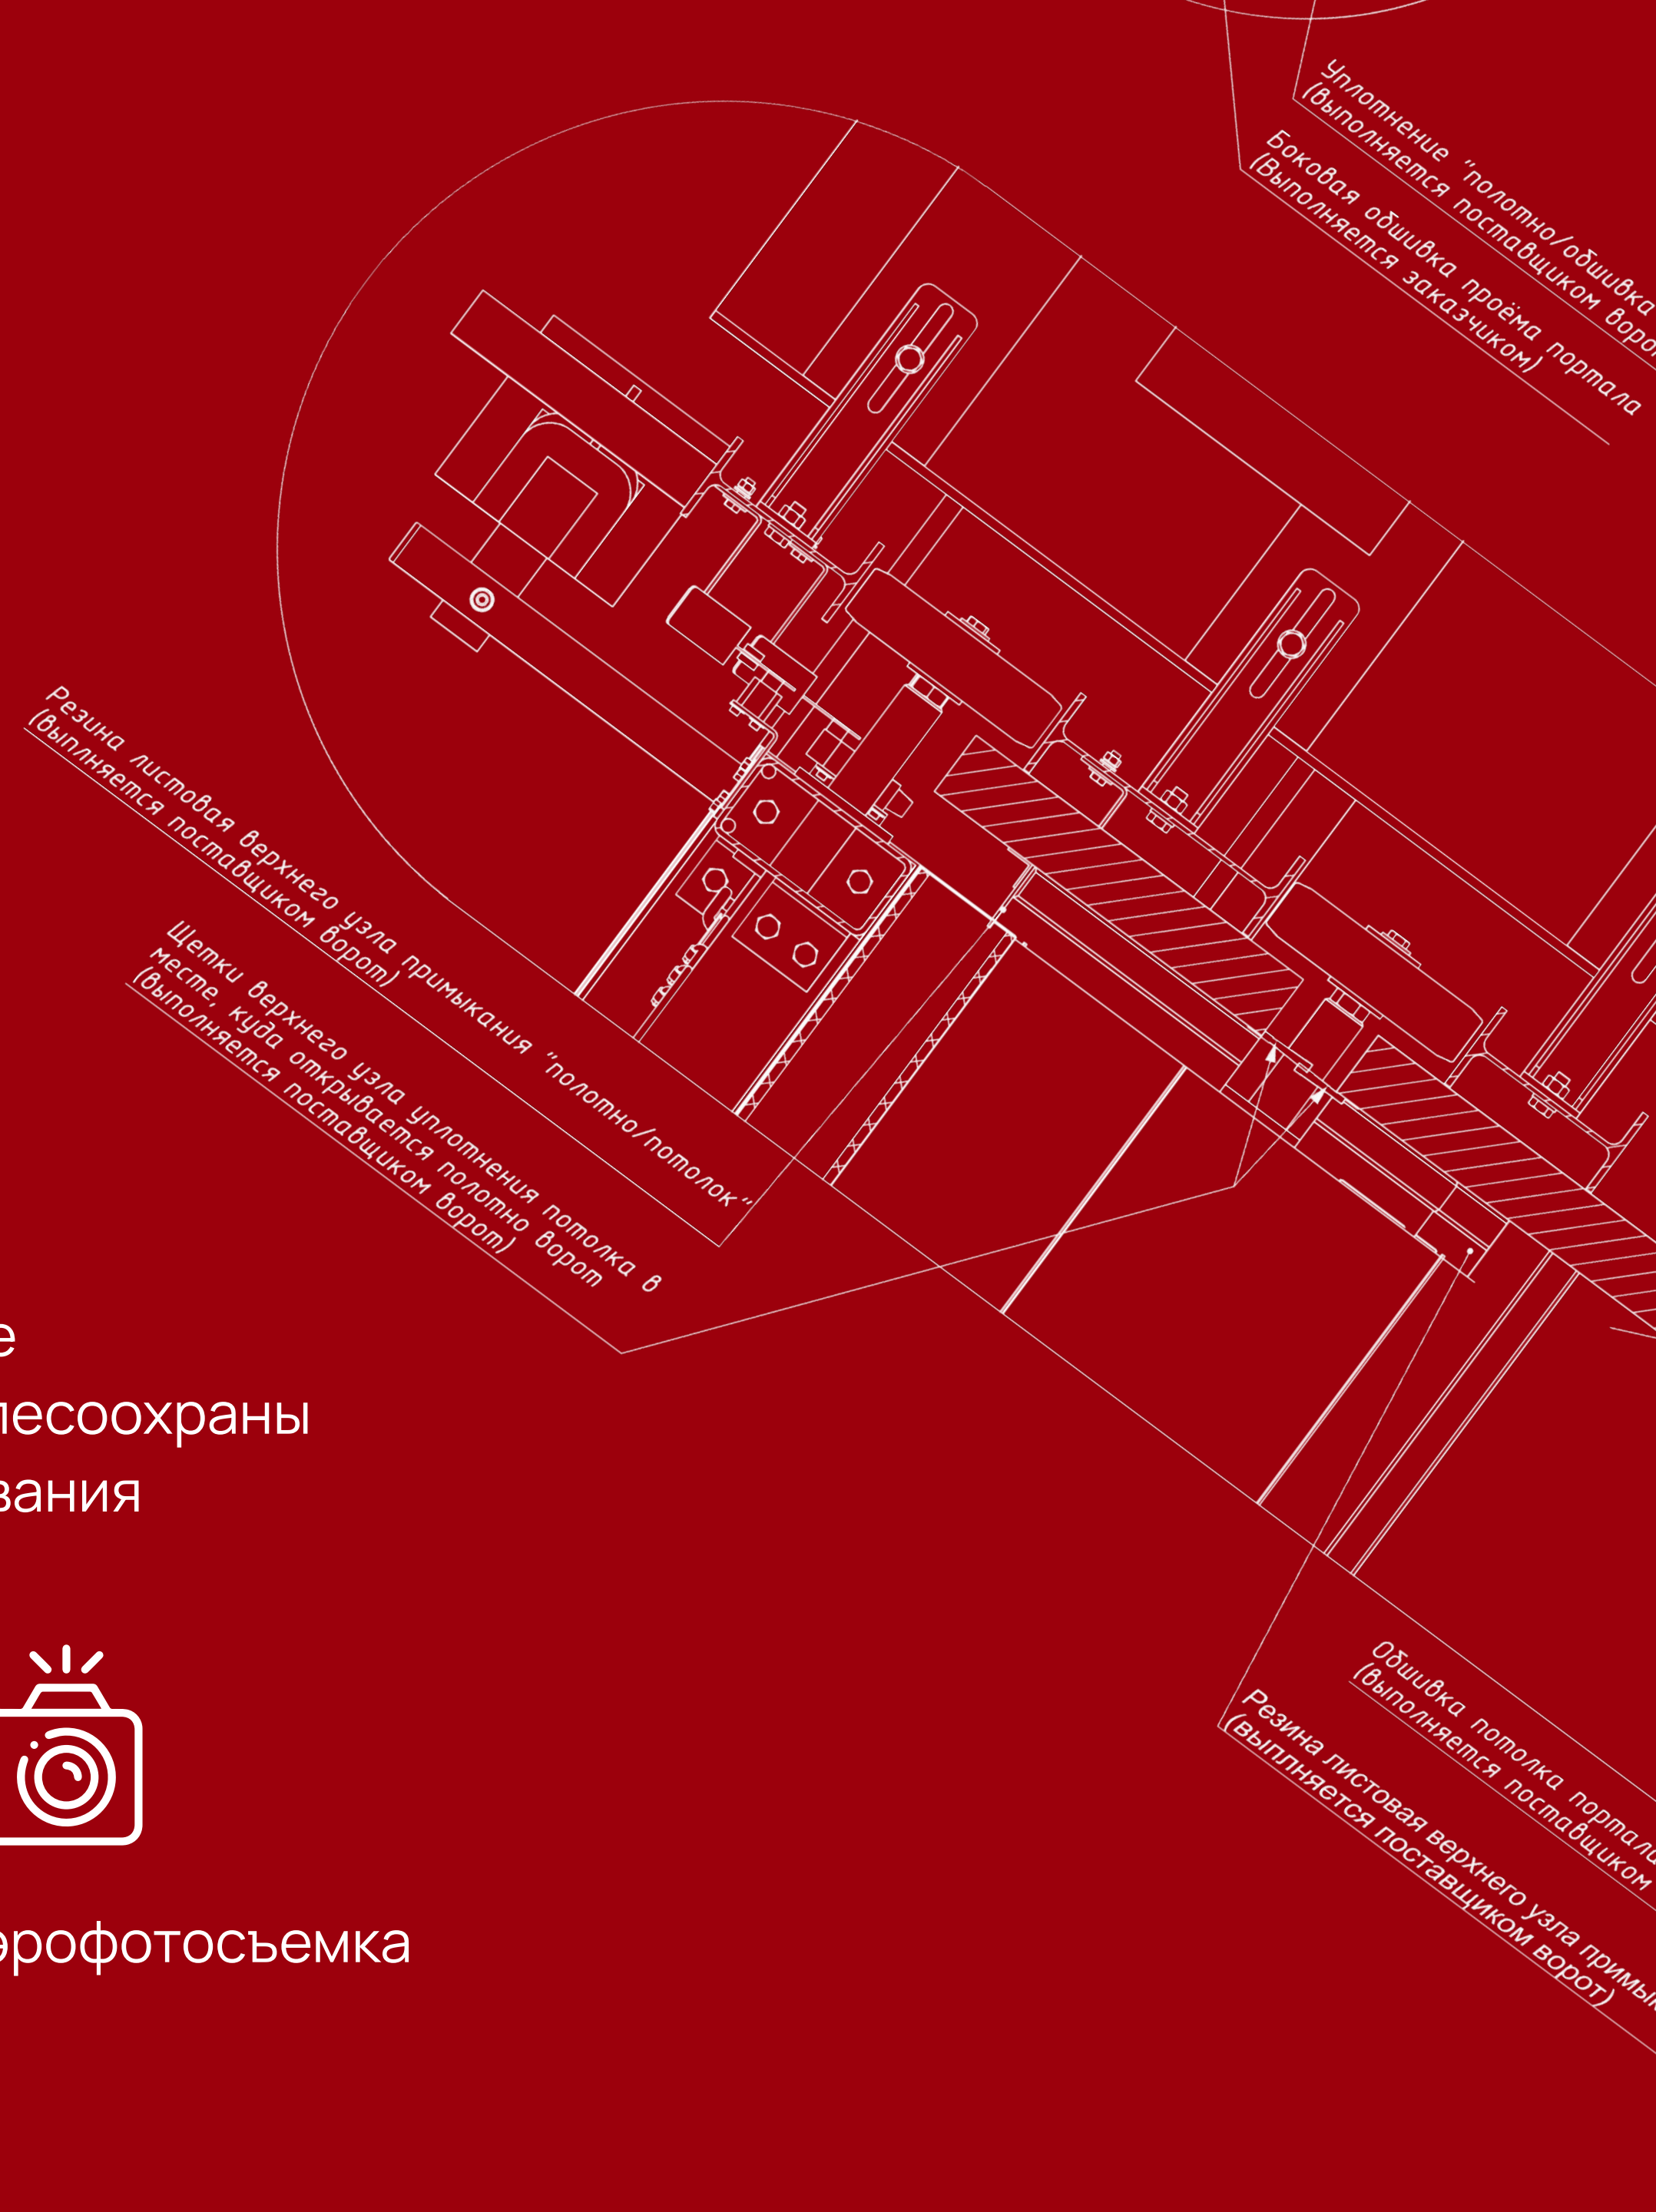 Уплотнение "полотно/обшивка
(выполняется поставщиком
Боковая обшивка проёма портала
(Выполняется заказчиком)
Резина листовая верхнего узла примыкания "полотно/потолок"
(выплняется поставщиком ворот)
Щетки верхнего узла уплотнения потолка в
месте, куда открывается полотно ворот
(выполняется поставщиком ворот)
е
лесоохраны
вания
эрофотосъемка
Обшивка потолка портала
(выполняется поставщиком
Резина листовая верхнего узла
(выплняется поставщиком ворот)